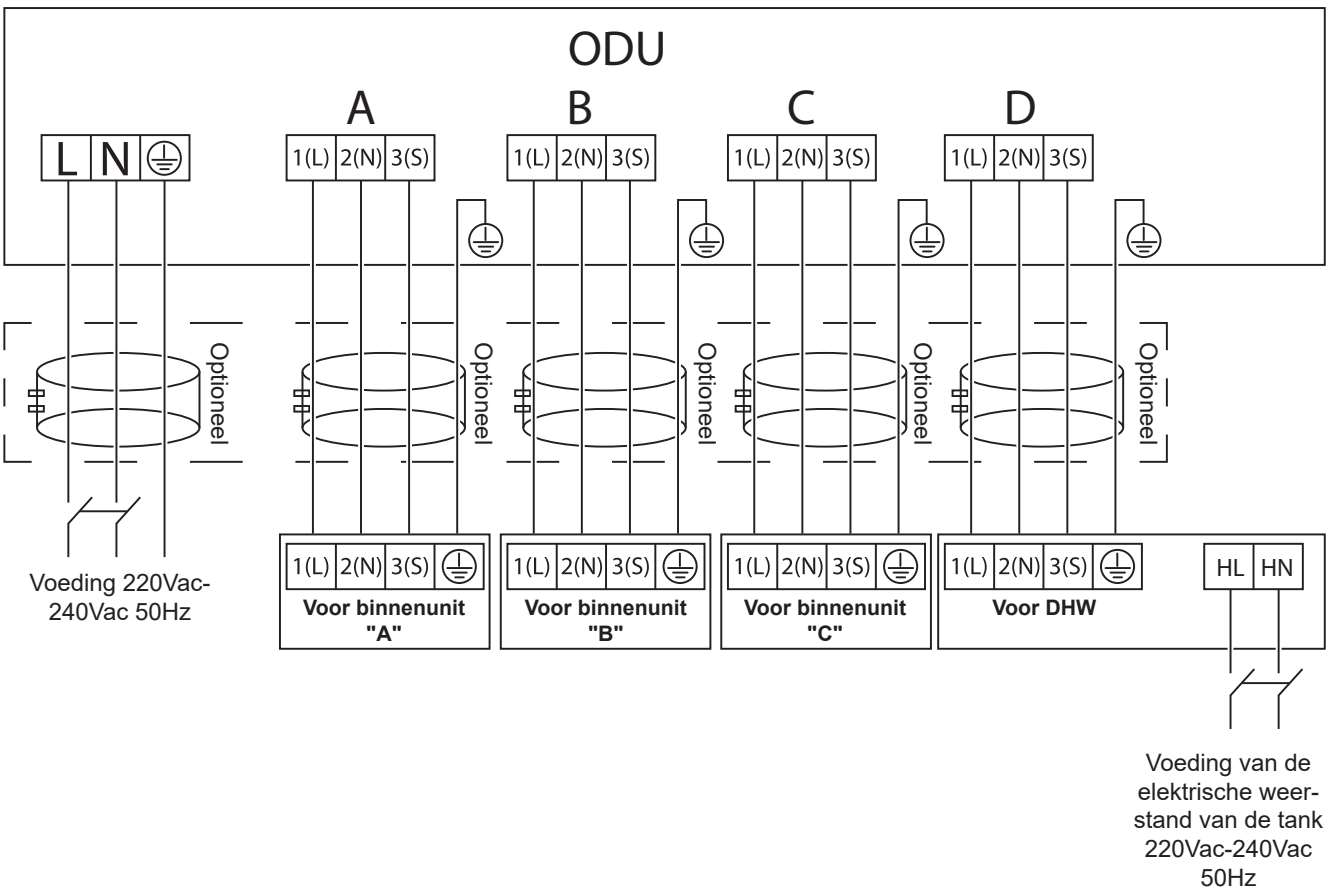 ODU
A B C D
L N
1(L) 2(N) 3(S)
1(L) 2(N) 3(S)
1(L) 2(N) 3(S)
1(L) 2(N) 3(S)
Optioneel
Optioneel
Optioneel
Optioneel
Optioneel
Voeding 220Vac-
240Vac 50Hz
1(L) 2(N) 3(S)
Voor binnenunit
"A"
1(L) 2(N) 3(S)
Voor binnenunit
"B"
1(L) 2(N) 3(S)
Voor binnenunit
"C"
1(L) 2(N) 3(S)
Voor DHW
HL HN
Voeding van de
elektrische weer-
stand van de tank
220Vac-240Vac
50Hz